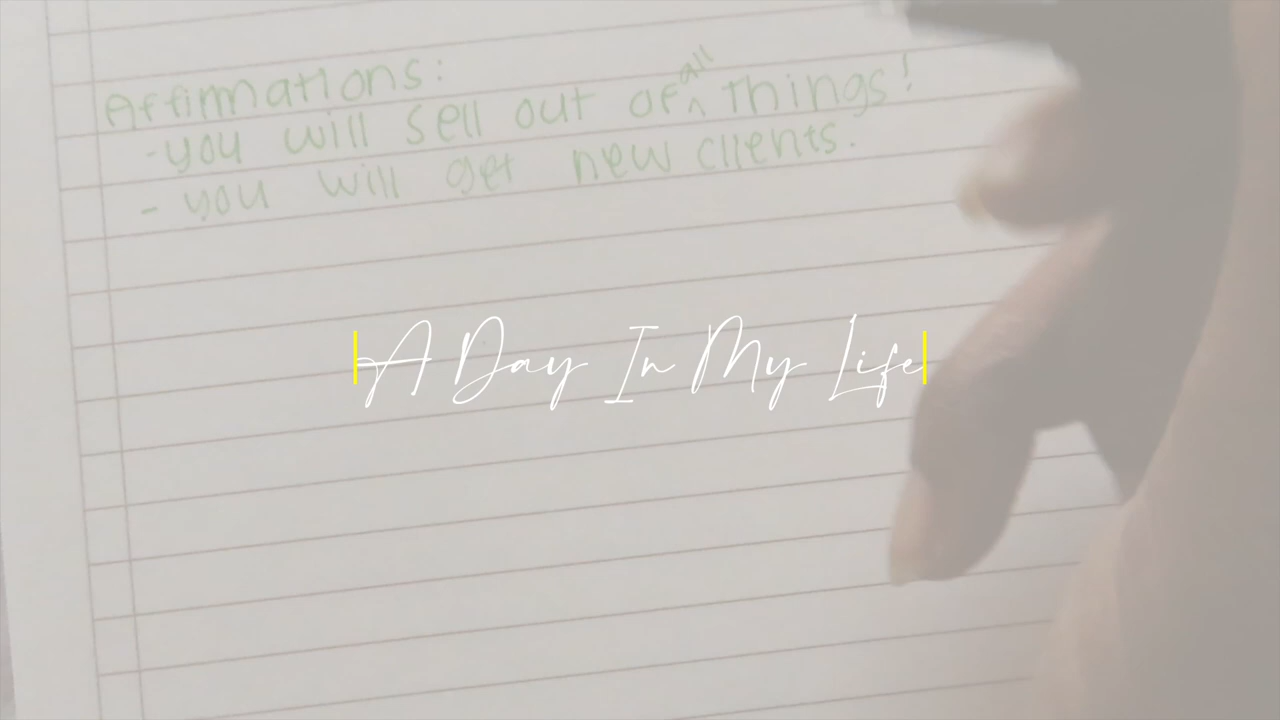 Affirmations:
- you will sell out of all things!
- you will get new clients.
A Day In My Life